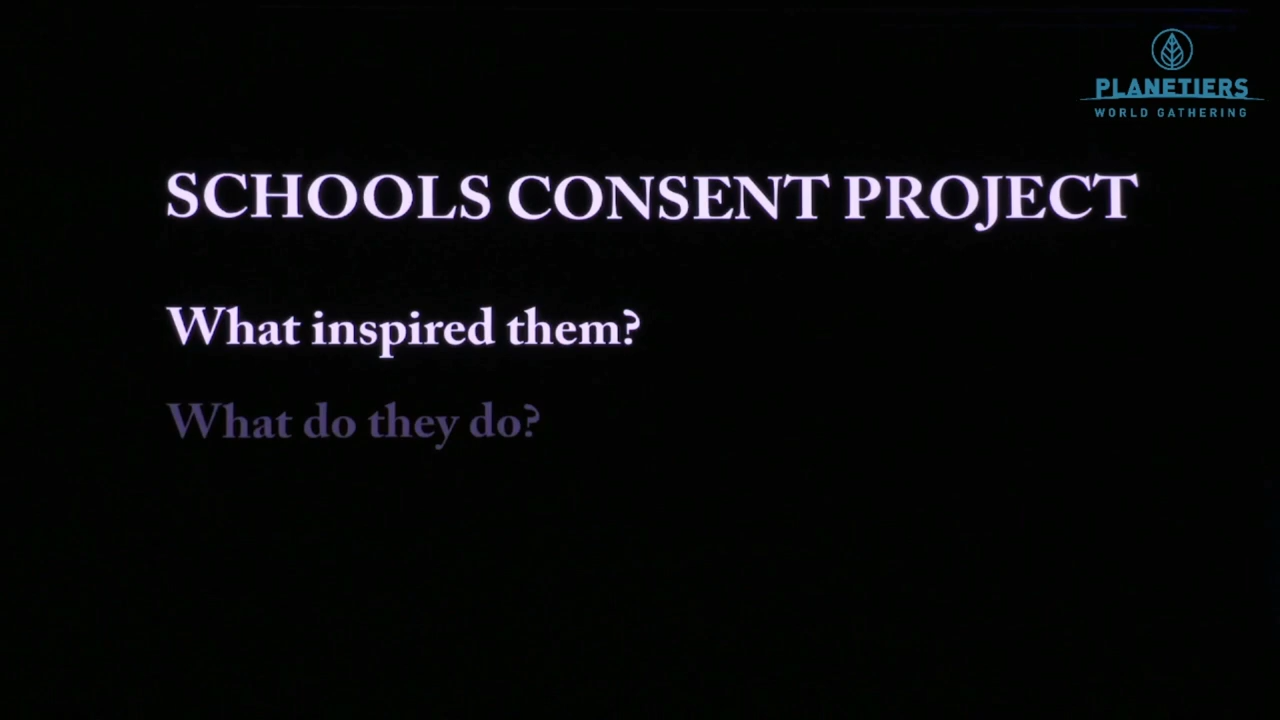 PLANETIERS
WORLD GATHERING
SCHOOLS CONSENT PROJECT
What inspired them?
What do they do?